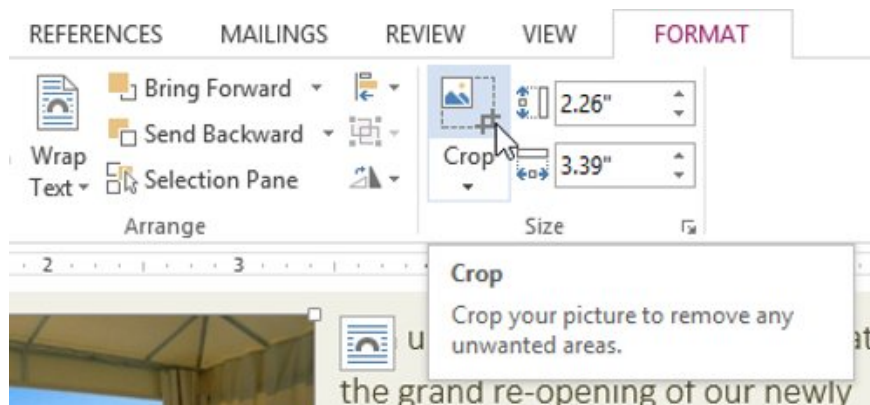 REFERENCES MAILINGS REVIEW VIEW FORMAT
Bring Forward
Send Backward
Selection Pane
Wrap
Text
Arrange
Crop
2.26"
3.39"
Size
2 3
Crop
Crop your picture to remove any
unwanted areas.
the grand re-opening of our newly